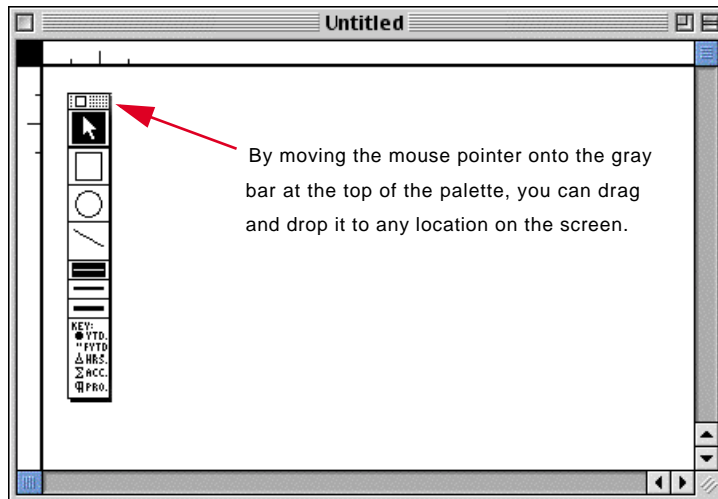 Untitled
By moving the mouse pointer onto the gray
bar at the top of the palette, you can drag
and drop it to any location on the screen.
KEY:
● YTD.
" FYTD
Δ HRS.
Σ ACC.
¶ PRO.